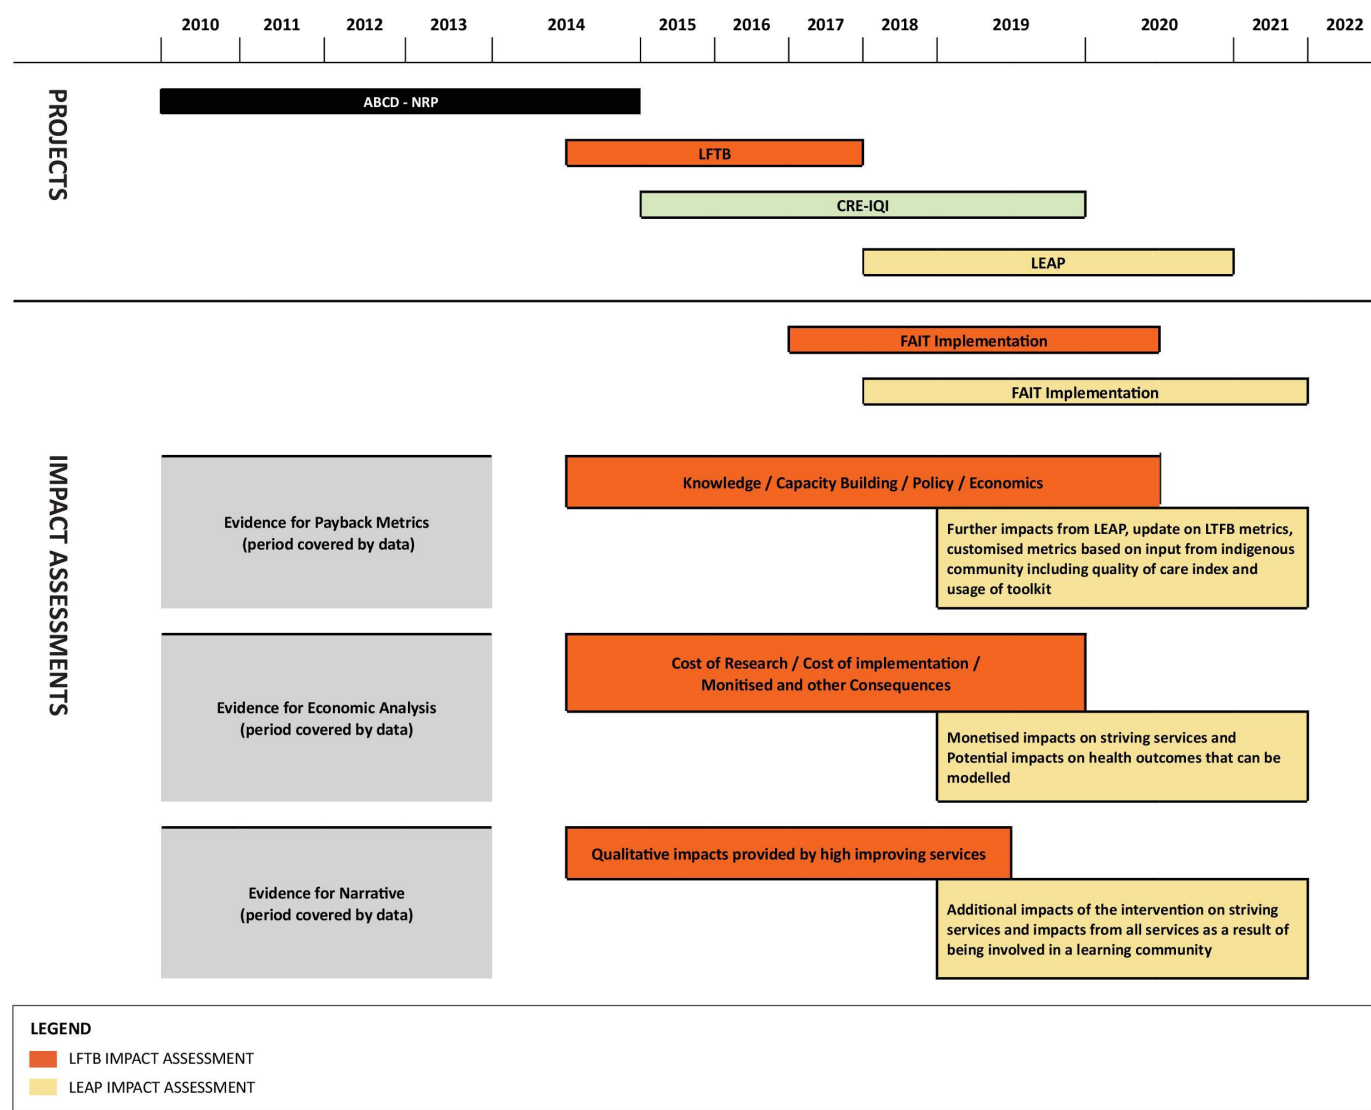 2010 2011 2012 2013 2014 2015 2016 2017 2018 2019 2020 2021 2022
PROJECTS
ABCD - NRP
LFTB
CRE-IQI
LEAP
IMPACT ASSESSMENTS
FAIT Implementation
FAIT Implementation
Evidence for Payback Metrics
(period covered by data)
Knowledge / Capacity Building / Policy / Economics
Further impacts from LEAP, update on LTFB metrics,
customised metrics based on input from indigenous
community including quality of care index and
usage of toolkit
Evidence for Economic Analysis
(period covered by data)
Cost of Research / Cost of implementation /
Monitised and other Consequences
Monetised impacts on striving services and
Potential impacts on health outcomes that can be
modelled
Evidence for Narrative
(period covered by data)
Qualitative impacts provided by high improving services
Additional impacts of the intervention on striving
services and impacts from all services as a result of
being involved in a learning community
LEGEND
LFTB IMPACT ASSESSMENT
LEAP IMPACT ASSESSMENT